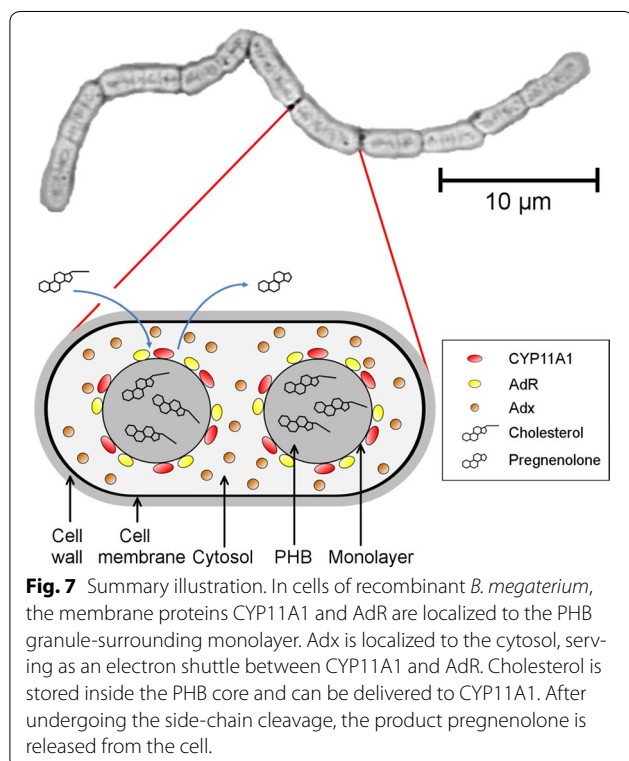 10 µm
CYP11A1
AdR
Adx
Cholesterol
Pregnenolone
Cell wall
Cell membrane
Cytosol
PHB
Monolayer
Fig. 7 Summary illustration. In cells of recombinant B. megaterium,
the membrane proteins CYP11A1 and AdR are localized to the PHB
granule-surrounding monolayer. Adx is localized to the cytosol, serv-
ing as an electron shuttle between CYP11A1 and AdR. Cholesterol is
stored inside the PHB core and can be delivered to CYP11A1. After
undergoing the side-chain cleavage, the product pregnenolone is
released from the cell.